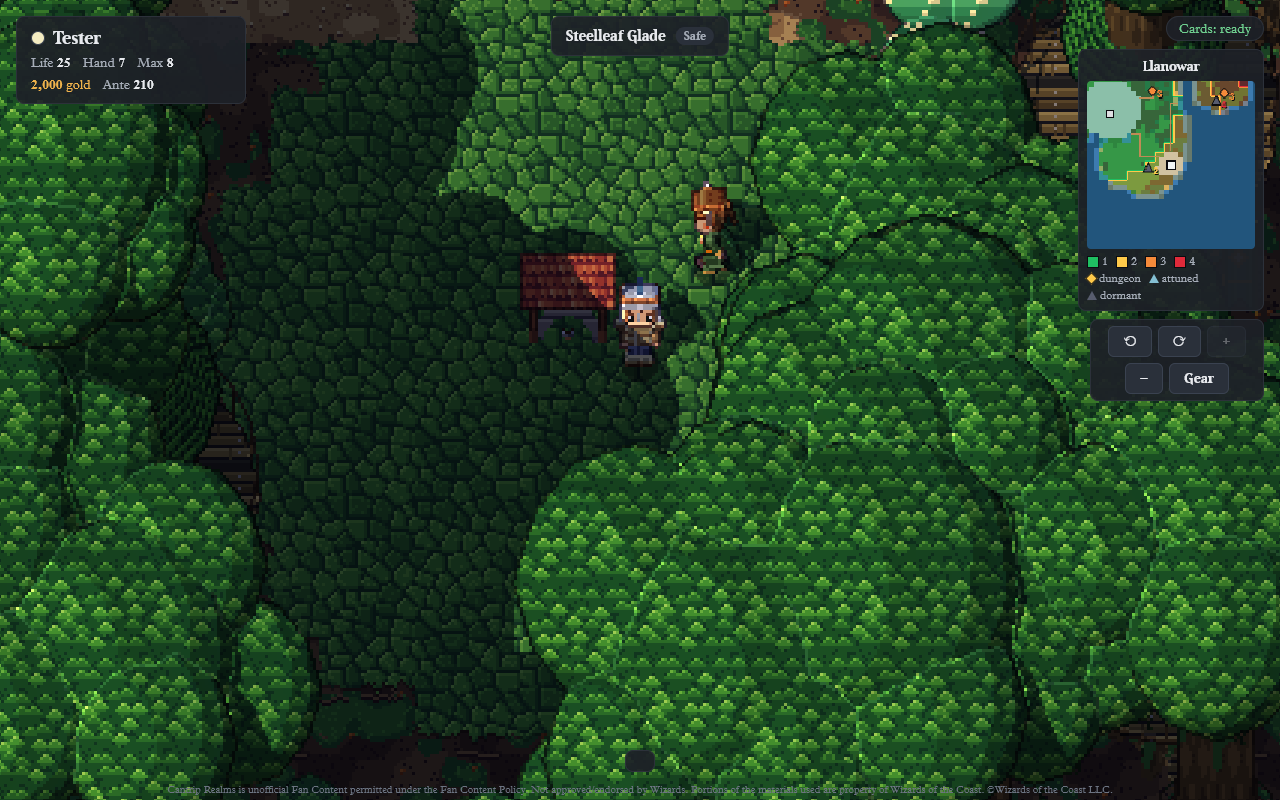 Tester
Life 25 Hand 7 Max 8
2,000 gold Ante 210
Steelleaf Glade Safe
Cards: ready
Llanowar
1 2 3 4
dungeon attuned
dormant
+
− Gear
Cantrip Realms is unofficial Fan Content permitted under the Fan Content Policy. Not approved/endorsed by Wizards. Portions of the materials used are property of Wizards of the Coast. ©Wizards of the Coast LLC.